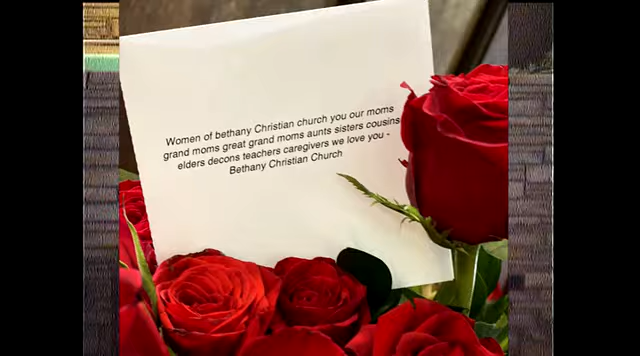 Women of bethany Christian church you our moms
grand moms great grand moms aunts sisters cousins
elders decons teachers caregivers we love you -
Bethany Christian Church